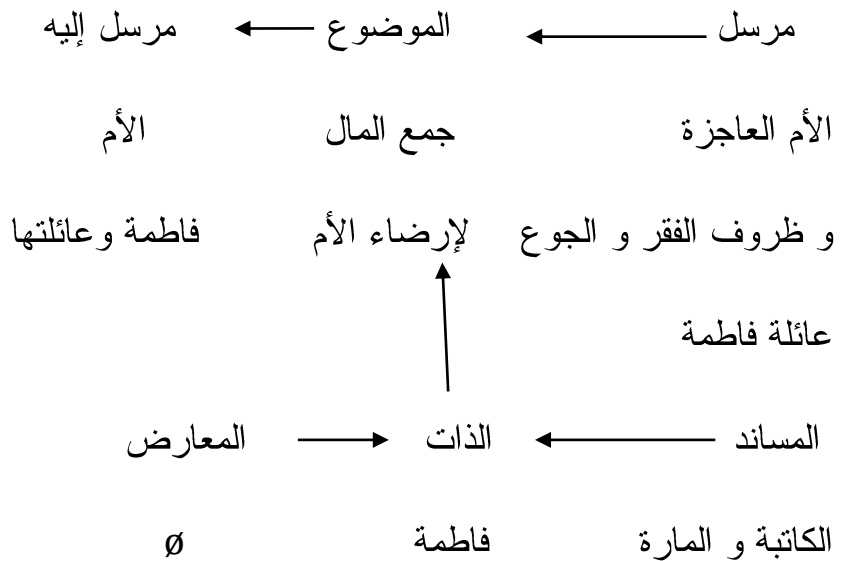 مرسل الموضوع مرسل إليه
الأم العاجزة جمع المال الأم
و ظروف الفقر و الجوع لإرضاء الأم فاطمة وعائلتها
عائلة فاطمة
المساند الذات المعارض
الكاتبة و المارة فاطمة ø